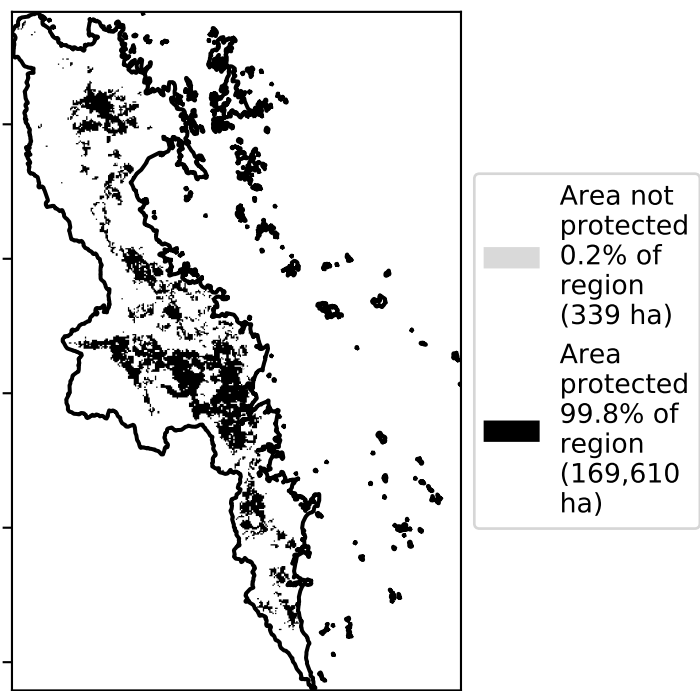 Area not
protected
0.2% of
region
(339 ha)
Area
protected
99.8% of
region
(169,610
ha)